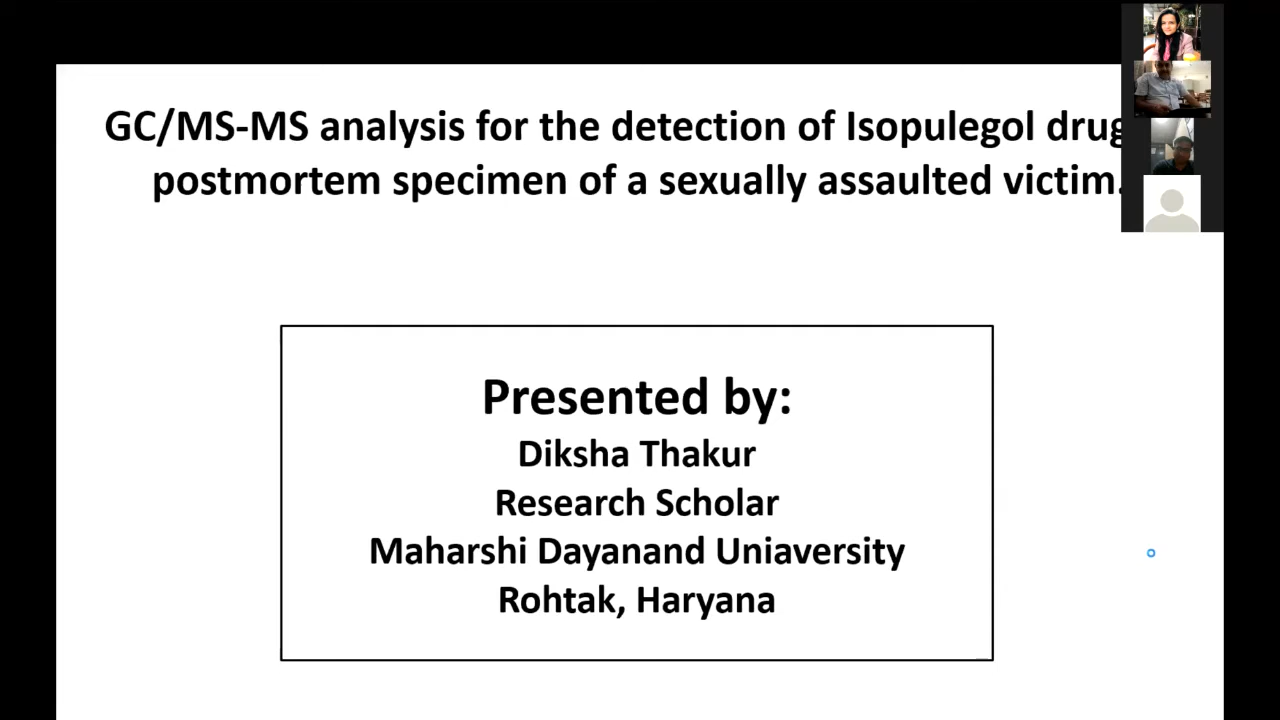 GC/MS-MS analysis for the detection of Isopulegol drug
postmortem specimen of a sexually assaulted victim.
Presented by:
Diksha Thakur
Research Scholar
Maharshi Dayanand Uniaversity
Rohtak, Haryana